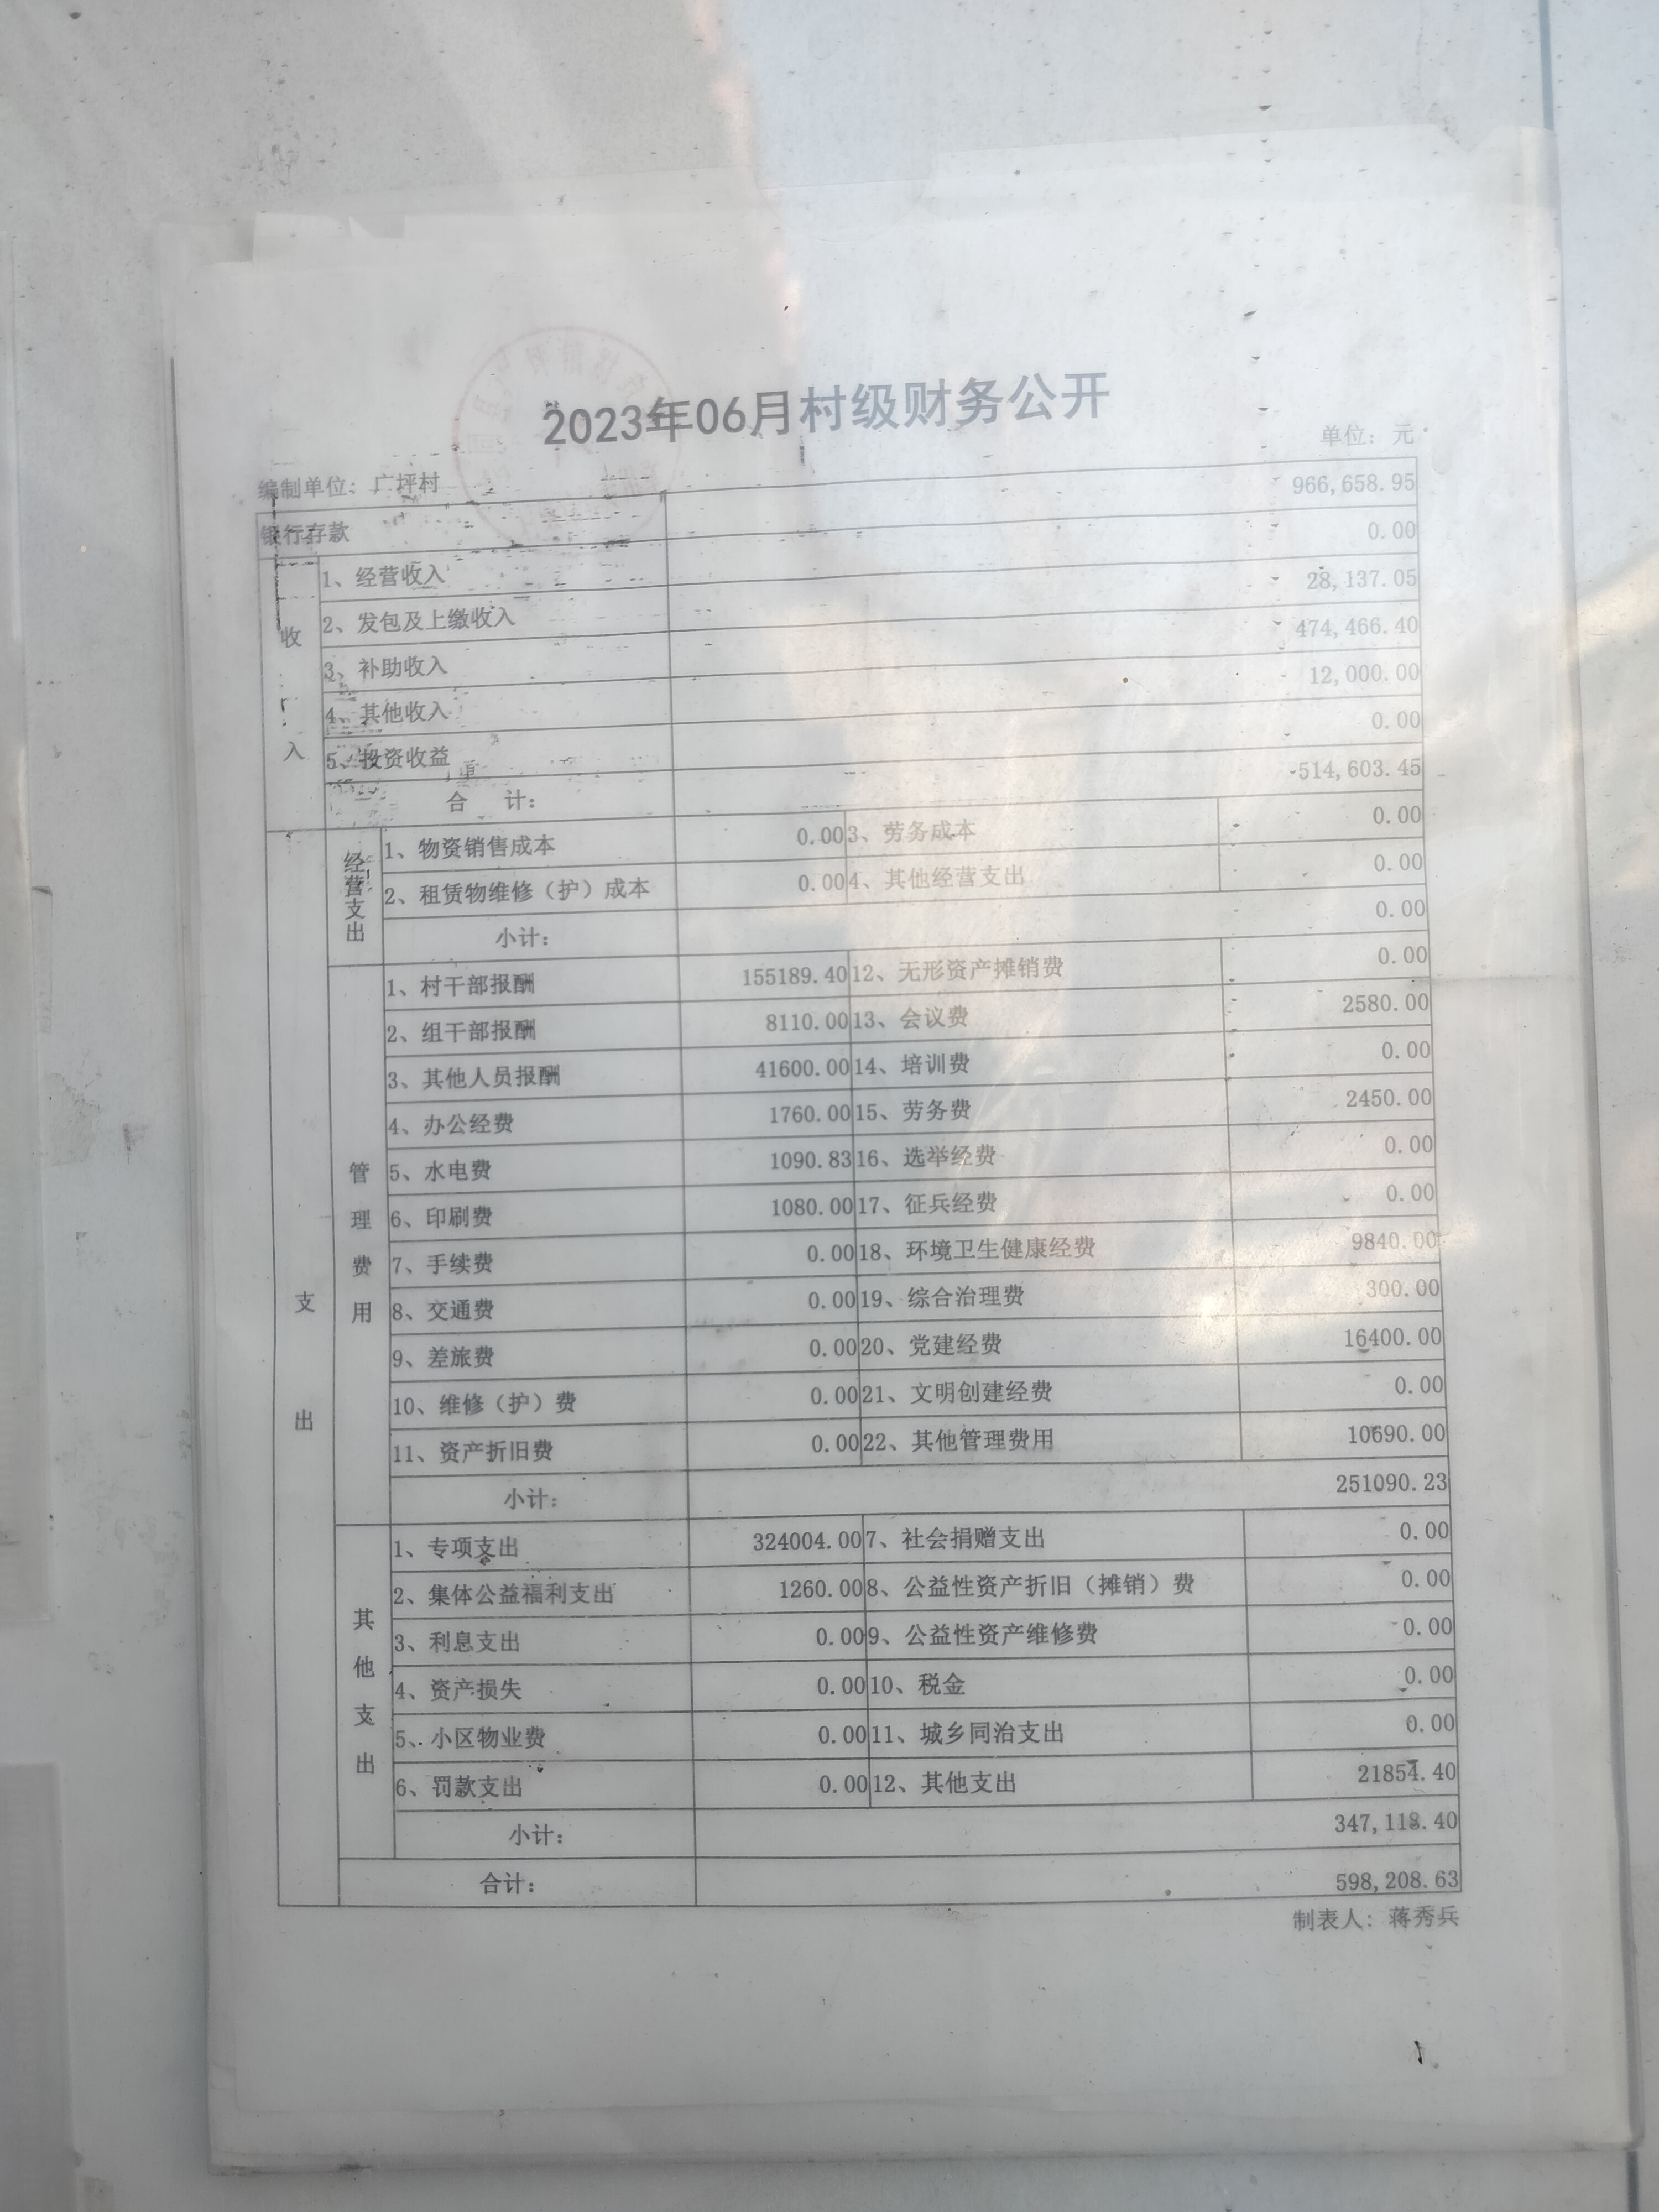 2023年06月村级财务公开
编制单位：广坪村 单位：元
银行存款 966,658.95
收入
1、经营收入 0.00
2、发包及上缴收入 28,137.05
3、补助收入 474,466.40
4、其他收入 12,000.00
5、投资收益 0.00
合 计： 514,603.45
支出
经营支出
1、物资销售成本 0.00 3、劳务成本 0.00
2、租赁物维修（护）成本 0.00 4、其他经营支出 0.00
小计： 0.00
管理费用
1、村干部报酬 155189.40 12、无形资产摊销费 0.00
2、组干部报酬 8110.00 13、会议费 2580.00
3、其他人员报酬 41600.00 14、培训费 0.00
4、办公经费 1760.00 15、劳务费 2450.00
5、水电费 1090.83 16、选举经费 0.00
6、印刷费 1080.00 17、征兵经费 0.00
7、手续费 0.00 18、环境卫生健康经费 9840.00
8、交通费 0.00 19、综合治理费 300.00
9、差旅费 0.00 20、党建经费 16400.00
10、维修（护）费 0.00 21、文明创建经费 0.00
11、资产折旧费 0.00 22、其他管理费用 10690.00
小计： 251090.23
其他支出
1、专项支出 324004.00 7、社会捐赠支出 0.00
2、集体公益福利支出 1260.00 8、公益性资产折旧（摊销）费 0.00
3、利息支出 0.00 9、公益性资产维修费 0.00
4、资产损失 0.00 10、税金 0.00
5、小区物业费 0.00 11、城乡同治支出 0.00
6、罚款支出 0.00 12、其他支出 21854.40
小计： 347,118.40
合计： 598,208.63
制表人：蒋秀兵